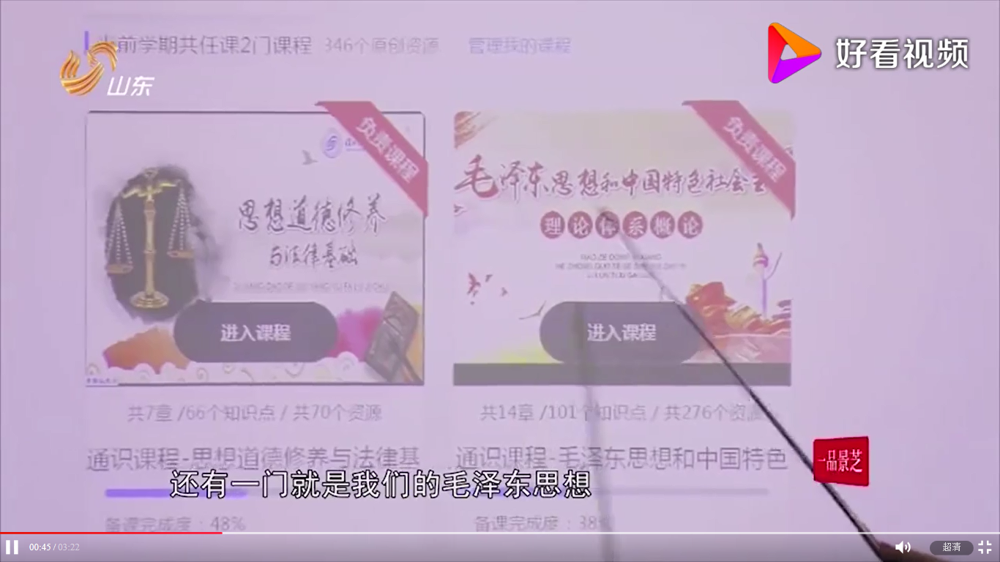 当前学期共任课2门课程 346个原创资源 管理我的课程
好看视频
山东
负责课程
思想道德修养
与法律基础
进入课程
共7章 /66个知识点 / 共70个资源
通识课程-思想道德修养与法律基
备课完成度：48%
负责课程
毛泽东思想和中国特色社会主
理论体系概论
进入课程
共14章 /101个知识点 / 共276个资源
通识课程-毛泽东思想和中国特色
备课完成度：38%
一品景芝
还有一门就是我们的毛泽东思想
00:45 / 03:22
超清